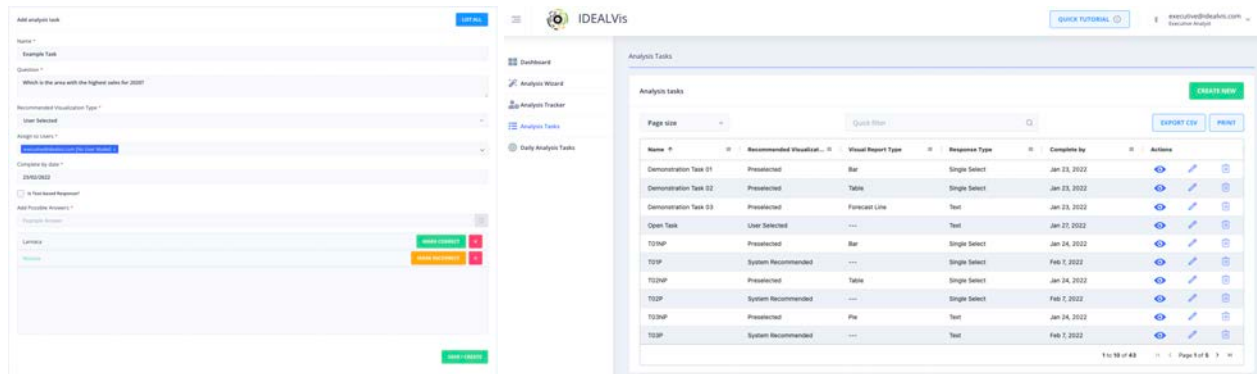 Add analysis task
LIST ALL
Name *
Example Task
Question *
Which is the area with the highest sales for 2020?
Recommended Visualization Type *
User Selected
Assign to Users *
Complete by date *
25/02/2022
Is Text based Response?
Add Possible Answers *
Example Answer
Larnaca
MARK CORRECT
Nicosia
MARK INCORRECT
SAVE / CREATE
IDEALVis
QUICK TUTORIAL
executive@idealvis.com
Executive Analyst
Dashboard
Analysis Wizard
Analysis Tracker
Analysis Tasks
Daily Analysis Tasks
Analysis Tasks
Analysis tasks
CREATE NEW
Page size
Quick filter
EXPORT CSV PRINT
Name Recommended Visualizat... Visual Report Type Response Type Complete by Actions
Demonstration Task 01 Preselected Bar Single Select Jan 23, 2022
Demonstration Task 02 Preselected Table Single Select Jan 23, 2022
Demonstration Task 03 Preselected Forecast Line Text Jan 23, 2022
Open Task User Selected --- Text Jan 27, 2022
T01NP Preselected Bar Single Select Jan 24, 2022
T01P System Recommended --- Single Select Feb 7, 2022
T02NP Preselected Table Single Select Jan 24, 2022
T02P System Recommended --- Single Select Feb 7, 2022
T03NP Preselected Pie Text Jan 24, 2022
T03P System Recommended --- Text Feb 7, 2022
1 to 10 of 43 Page 1 of 5